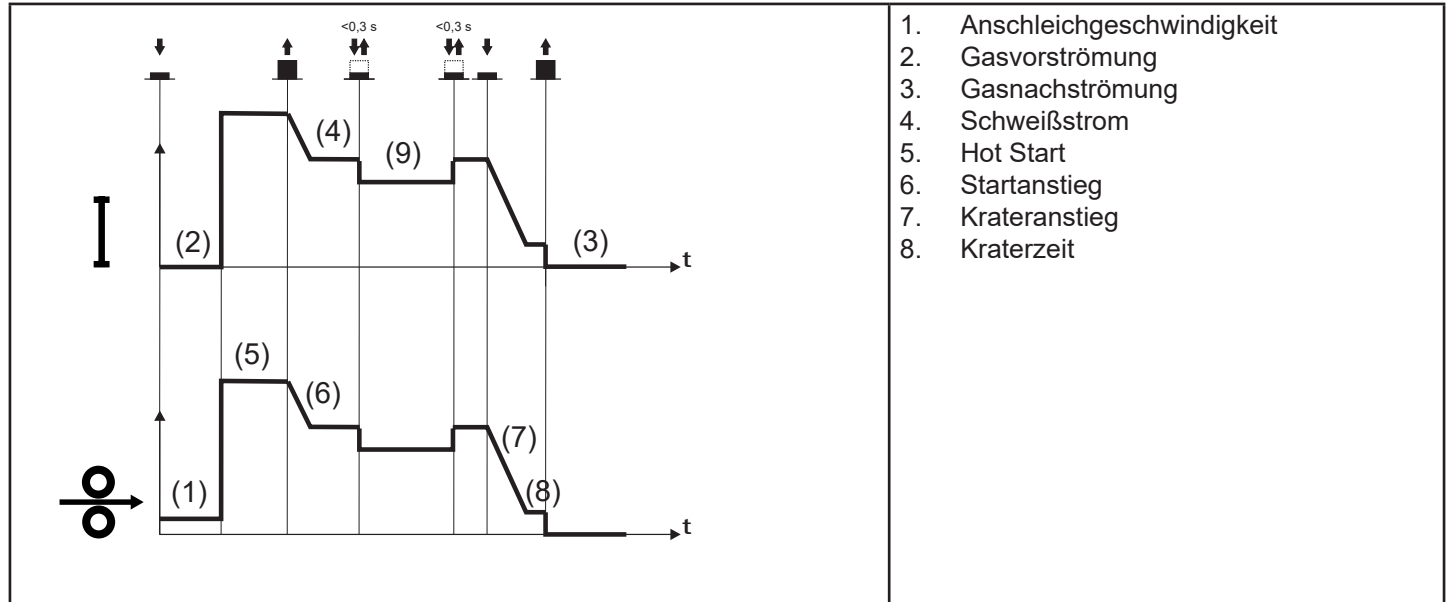 <0,3 s <0,3 s
(4)
(9)
(2)
(3)
t
(5)
(6)
(7)
(1)
(8)
t
1. Anschleichgeschwindigkeit
2. Gasvorströmung
3. Gasnachströmung
4. Schweißstrom
5. Hot Start
6. Startanstieg
7. Krateranstieg
8. Kraterzeit